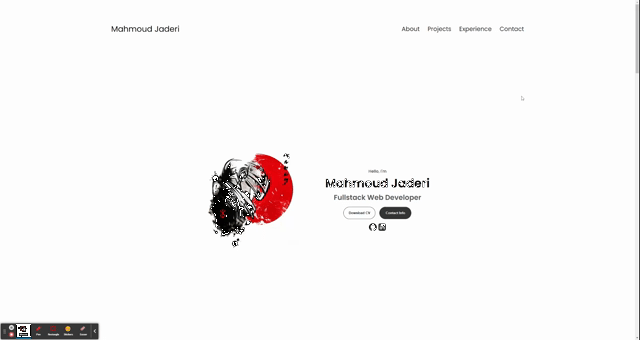 Mahmoud Jaderi
About Projects Experience Contact
Hello, I'm
Mahmoud Jaderi
Fullstack Web Developer
Download CV Contact Info